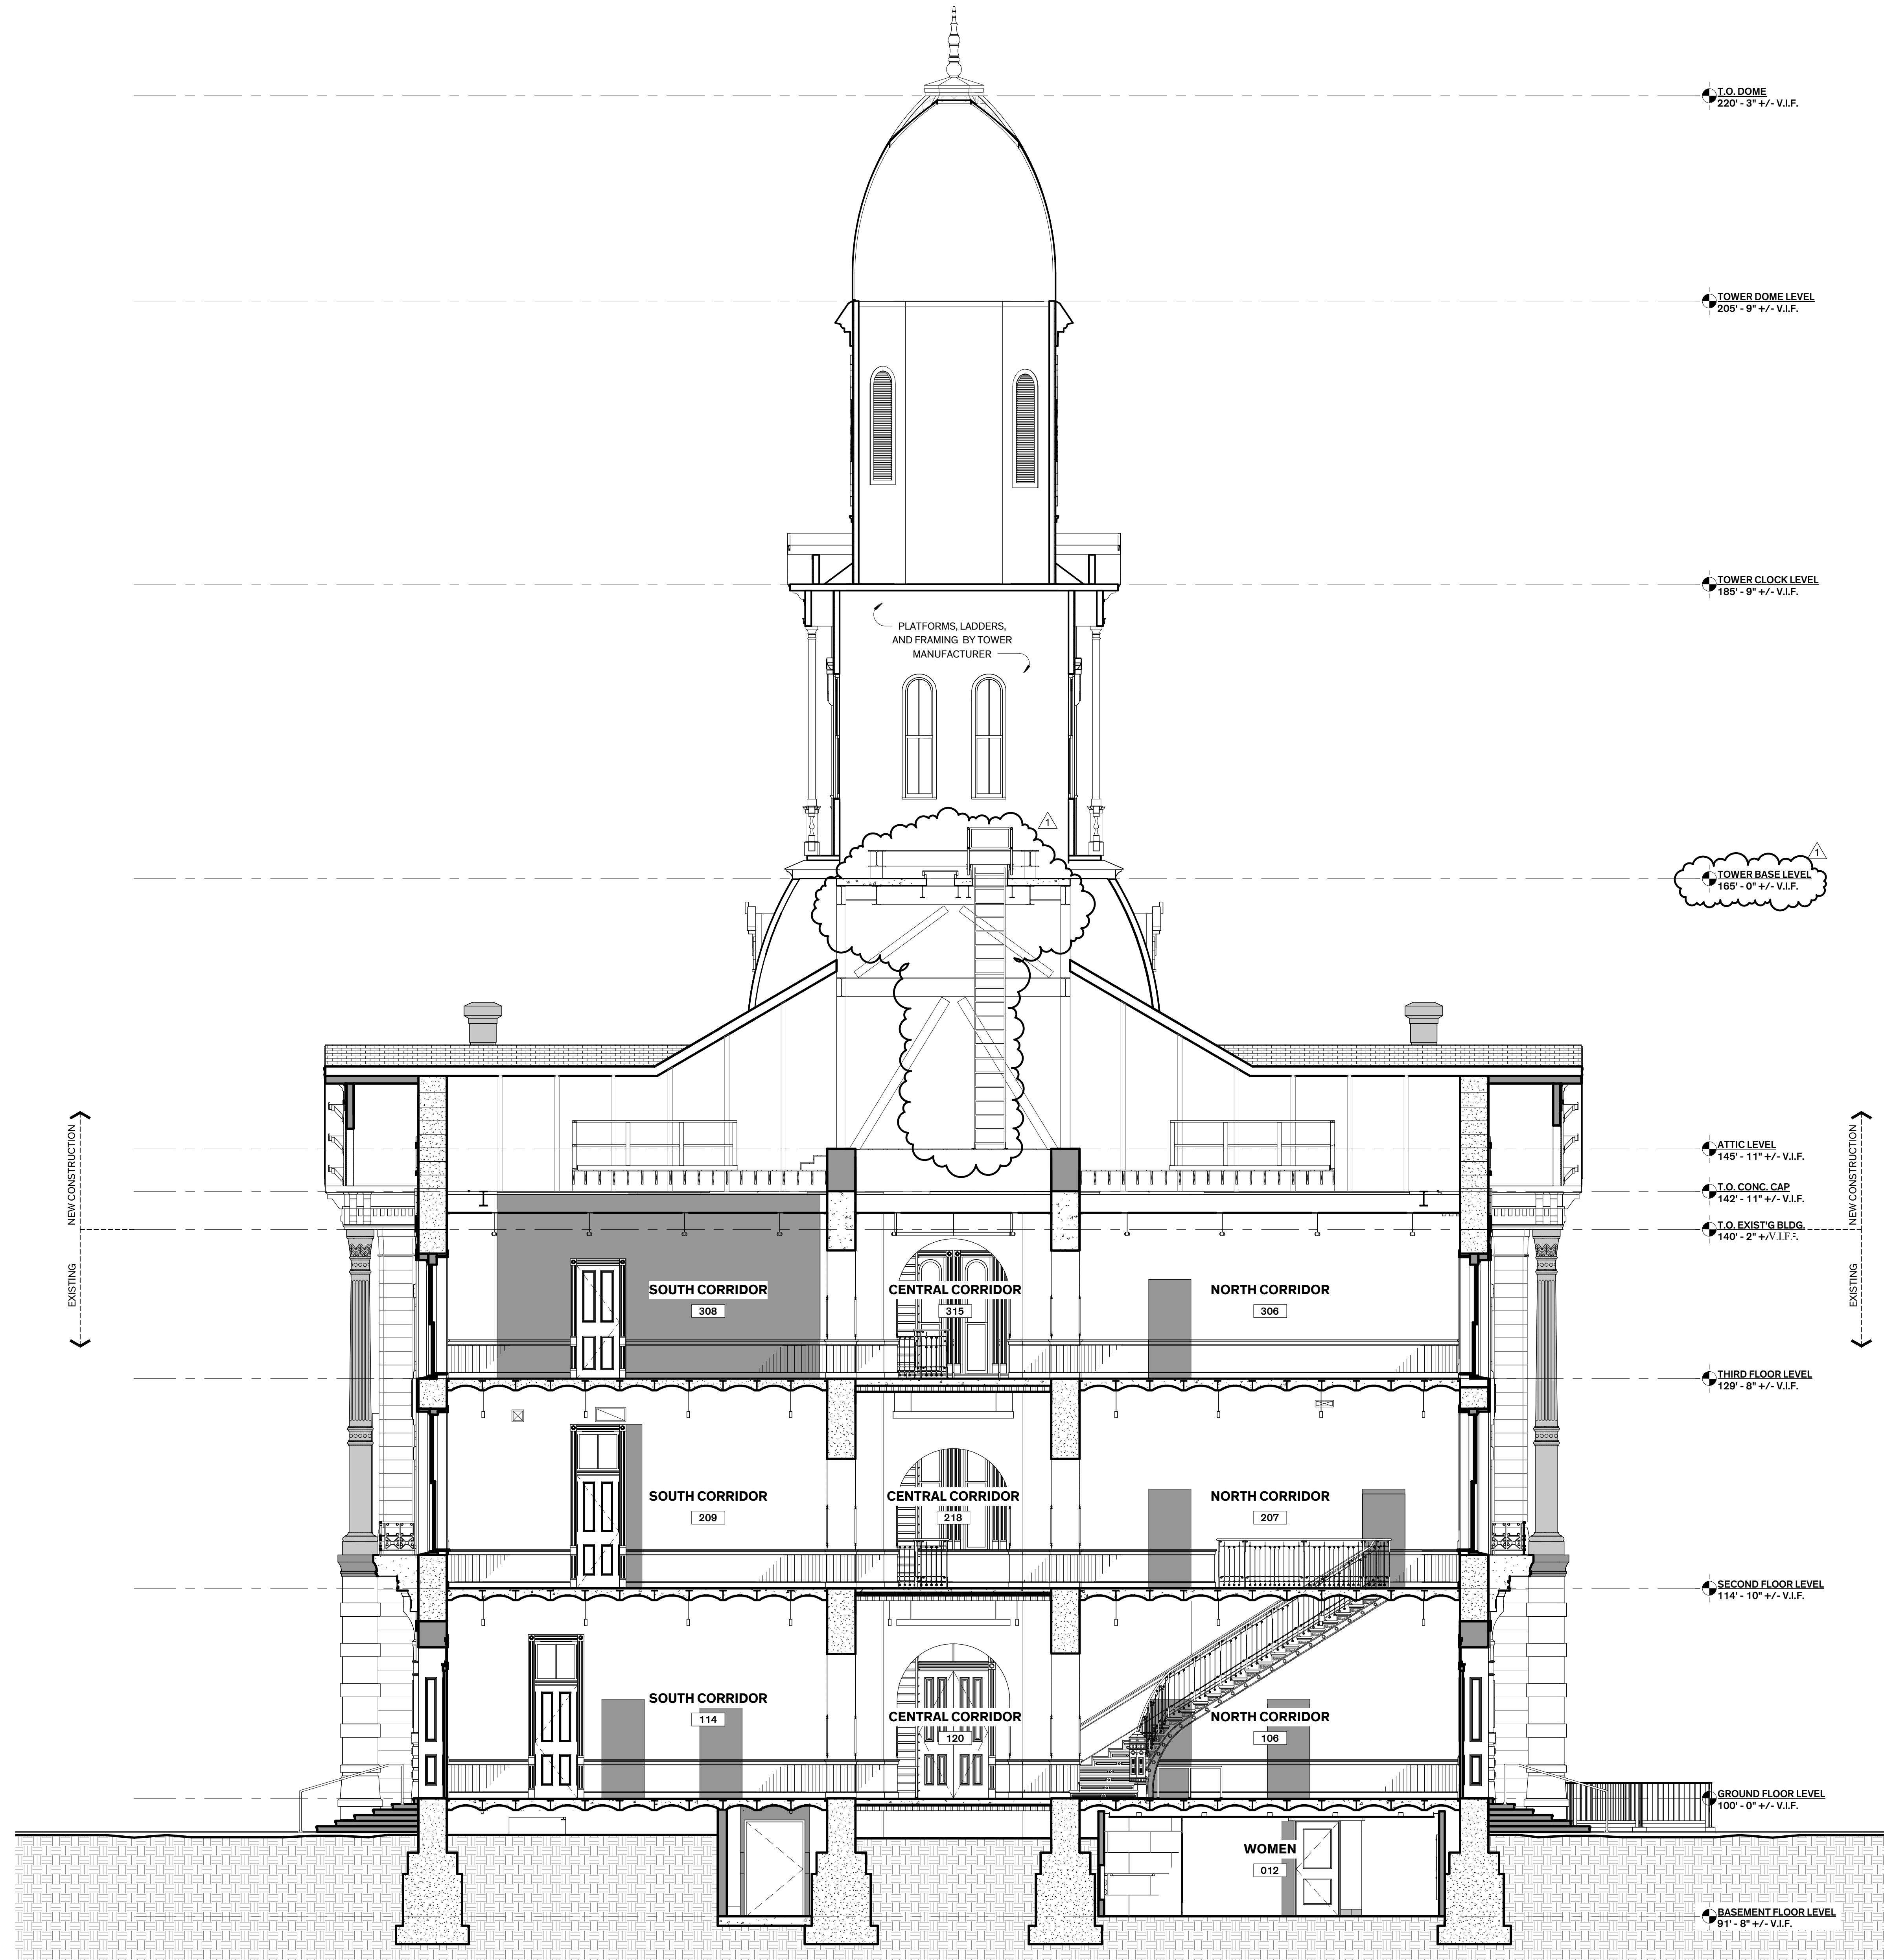 T.O. DOME
220' - 3" +/- V.I.F.
TOWER DOME LEVEL
205' - 9" +/- V.I.F.
TOWER CLOCK LEVEL
185' - 9" +/- V.I.F.
PLATFORMS, LADDERS,
AND FRAMING BY TOWER
MANUFACTURER
1
1
TOWER BASE LEVEL
165' - 0" +/- V.I.F.
NEW CONSTRUCTION
EXISTING
NEW CONSTRUCTION
EXISTING
ATTIC LEVEL
145' - 11" +/- V.I.F.
T.O. CONC. CAP
142' - 11" +/- V.I.F.
T.O. EXIST'G BLDG.
140' - 2" +/- V.I.F.
SOUTH CORRIDOR
308
CENTRAL CORRIDOR
315
NORTH CORRIDOR
306
THIRD FLOOR LEVEL
129' - 8" +/- V.I.F.
SOUTH CORRIDOR
209
CENTRAL CORRIDOR
218
NORTH CORRIDOR
207
SECOND FLOOR LEVEL
114' - 10" +/- V.I.F.
SOUTH CORRIDOR
114
CENTRAL CORRIDOR
120
NORTH CORRIDOR
106
GROUND FLOOR LEVEL
100' - 0" +/- V.I.F.
WOMEN
012
BASEMENT FLOOR LEVEL
91' - 8" +/- V.I.F.